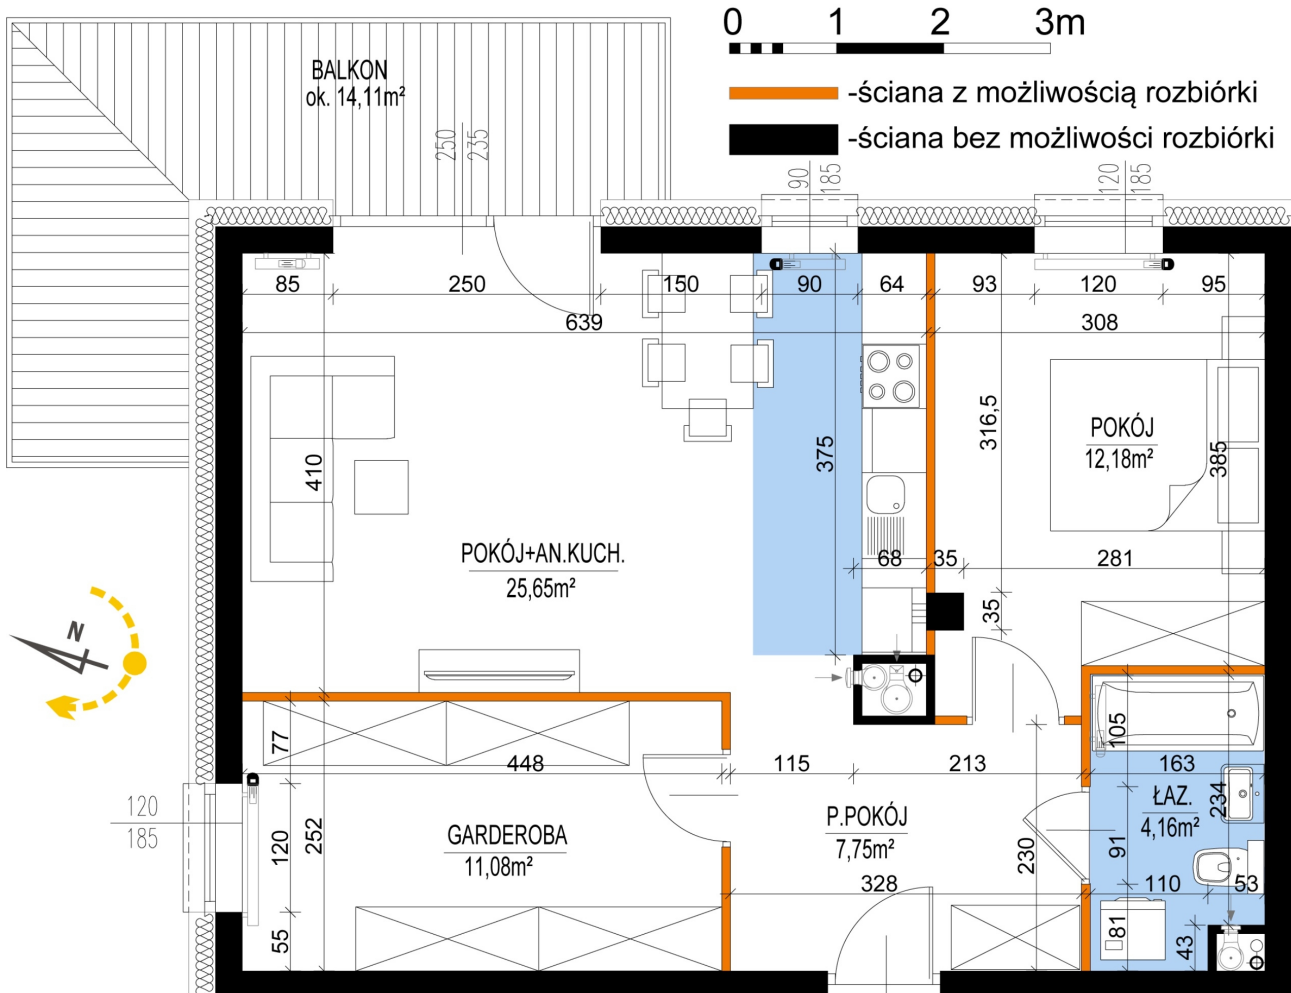 0 1 2 3m
-ściana z możliwością rozbiórki
-ściana bez możliwości rozbiórki
BALKON
ok. 14,11m²
250
235
90
185
120
185
85 250 150 90 64 93 120 95
639 308
410
375
316,5
385
POKÓJ
12,18m²
POKÓJ+AN.KUCH.
25,65m²
68 35 281
35
N
77
448 115 213 163
105
120
185
120
252
55
GARDEROBA
11,08m²
P.POKÓJ
7,75m²
328
230
ŁAZ.
4,16m²
234
91
110 53
81
43